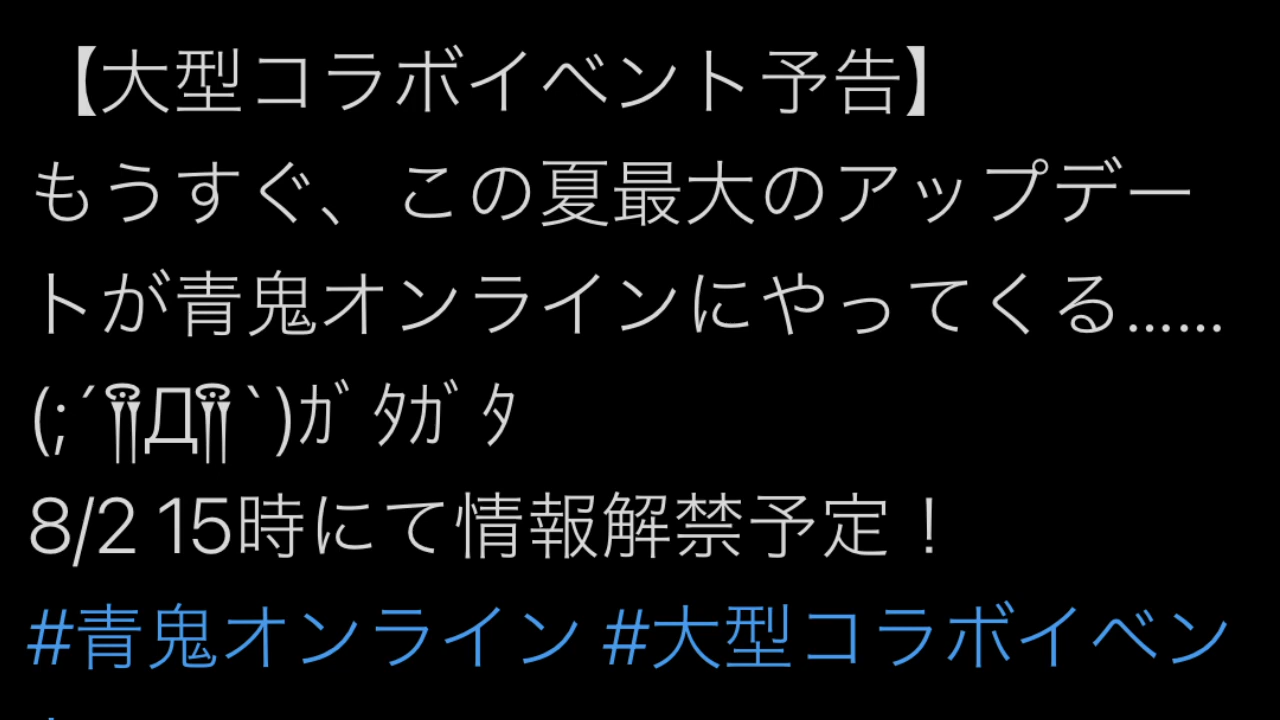 【大型コラボイベント予告】
もうすぐ、この夏最大のアップデー
トが青鬼オンラインにやってくる……
(;´༎ຶД༎ຶ`)ｶﾞﾀｶﾞﾀ
8/2 15時にて情報解禁予定！
#青鬼オンライン #大型コラボイベン